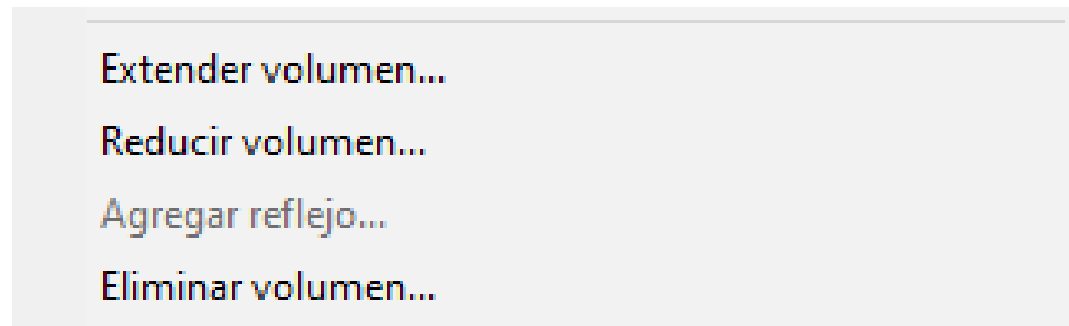 Extender volumen...
Reducir volumen...
Agregar reflejo...
Eliminar volumen...